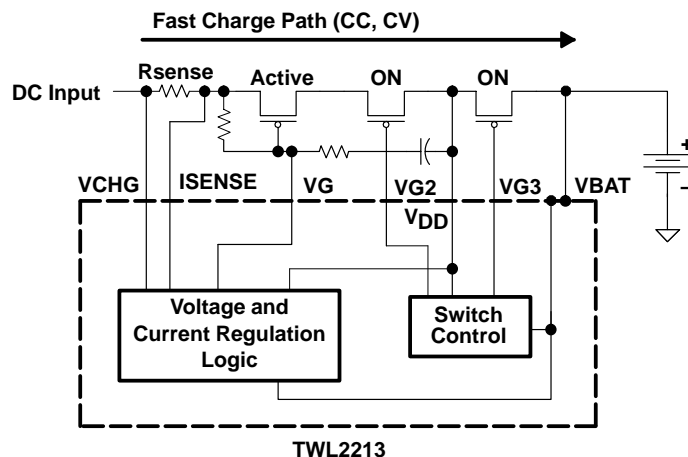 Fast Charge Path (CC, CV)
Rsense
Active
ON
ON
DC Input
+
–
VCHG
ISENSE
VG
VG2
VG3
VBAT
VDD
Voltage and
Current Regulation
Logic
Switch
Control
TWL2213